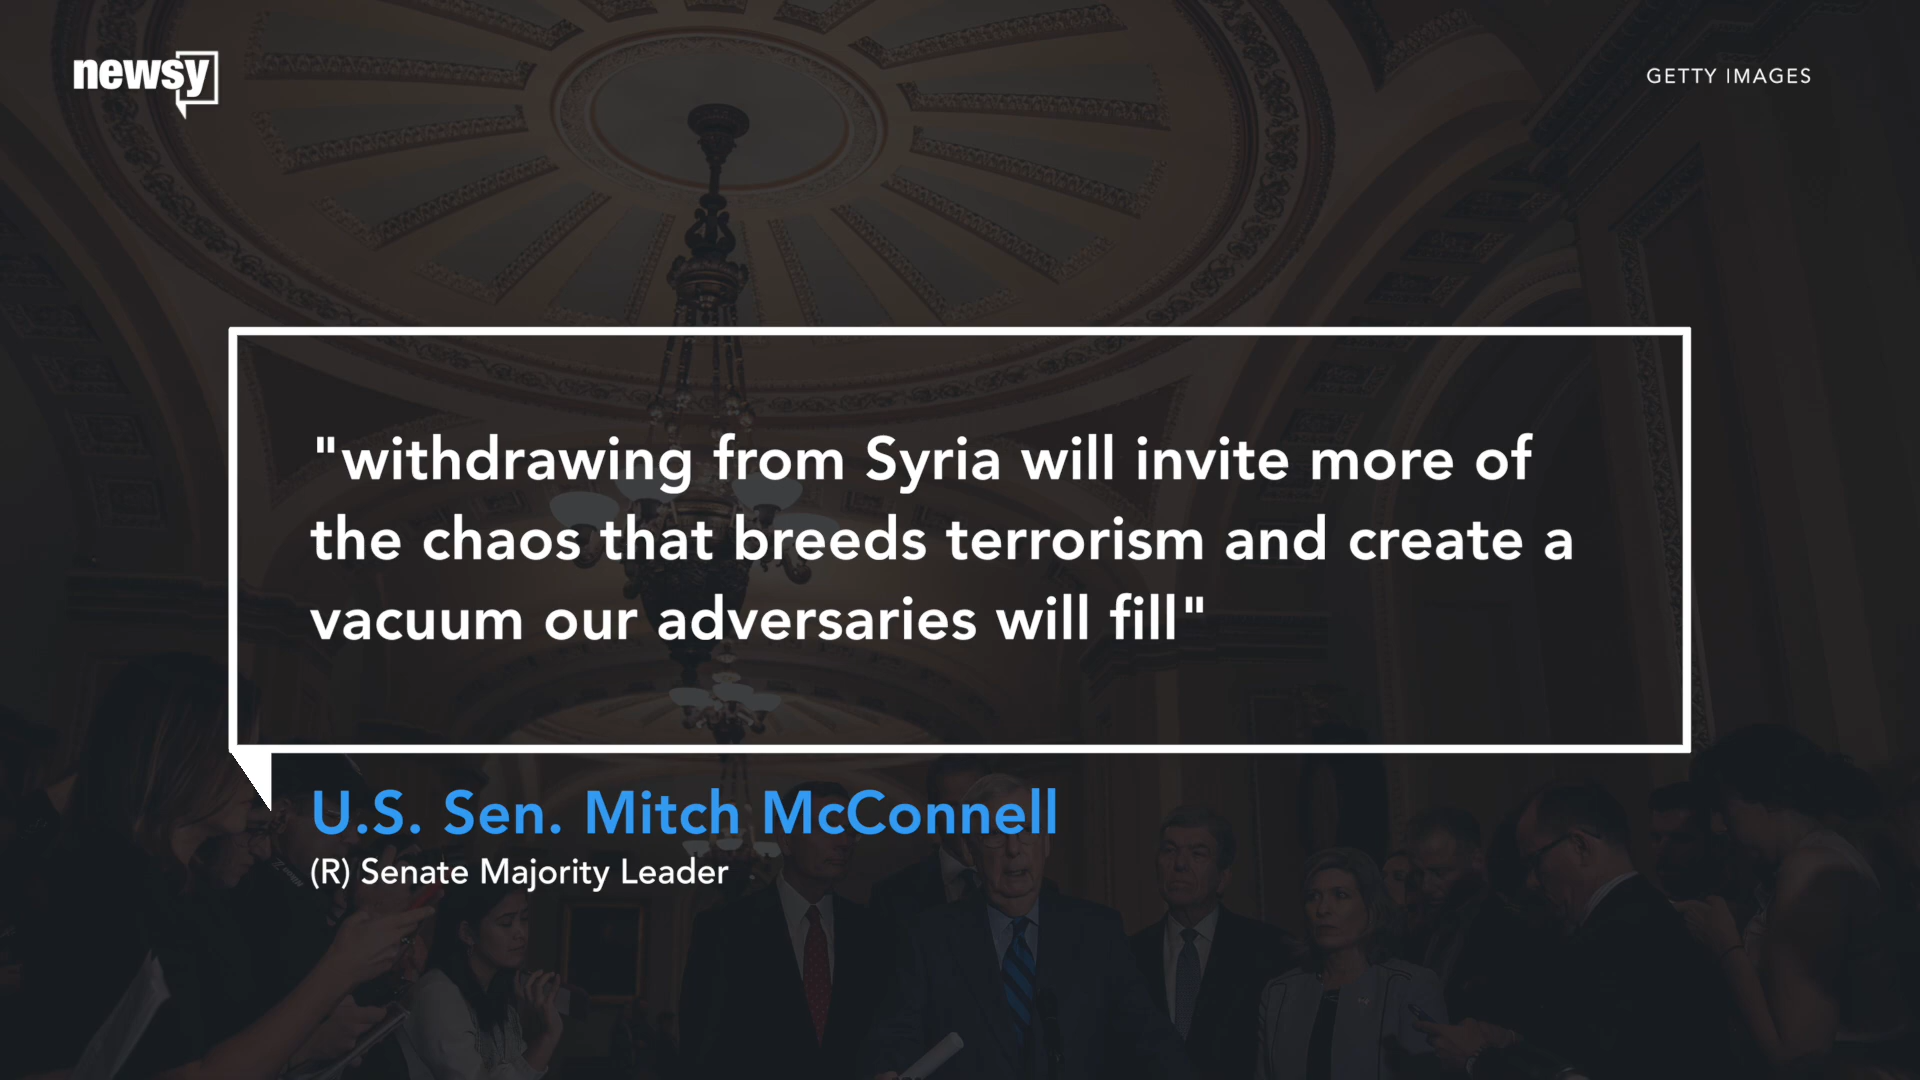 newsy
GETTY IMAGES
"withdrawing from Syria will invite more of
the chaos that breeds terrorism and create a
vacuum our adversaries will fill"
U.S. Sen. Mitch McConnell
(R) Senate Majority Leader